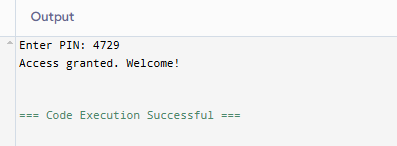 Output
Enter PIN: 4729
Access granted. Welcome!
=== Code Execution Successful ===